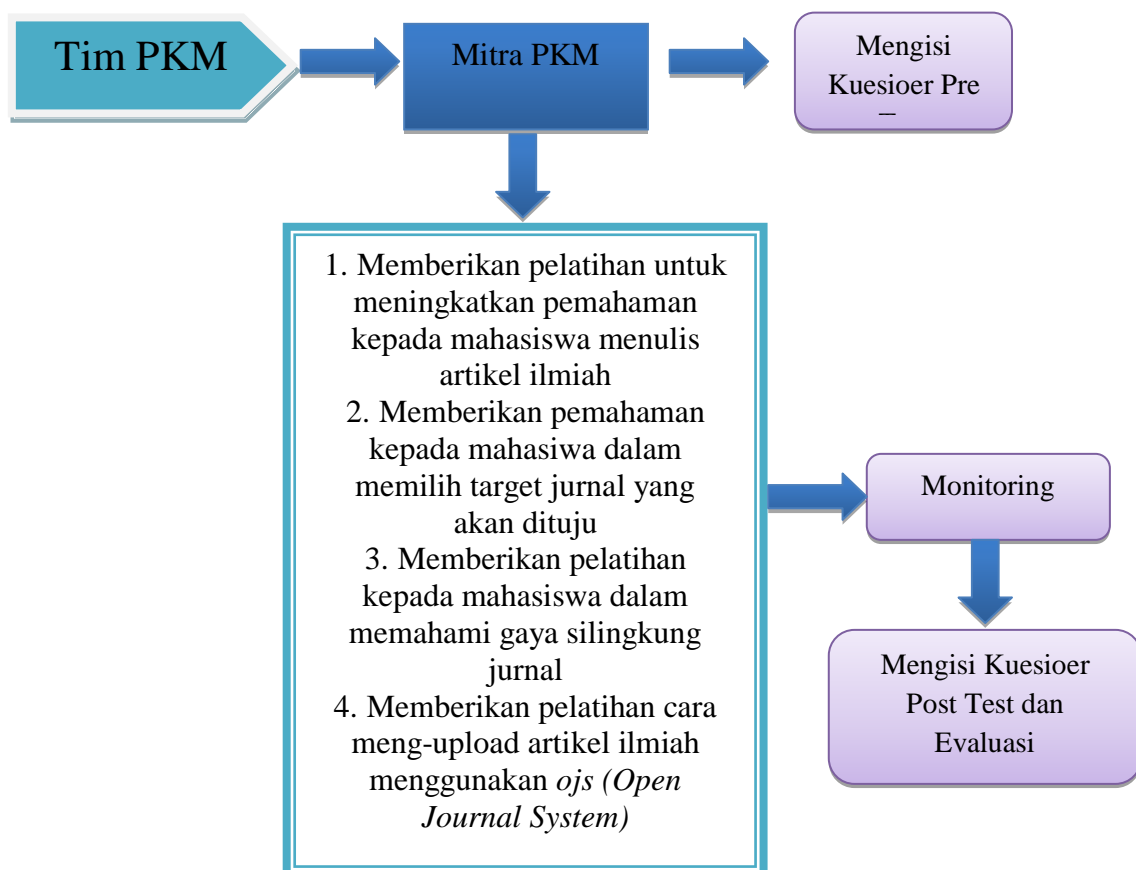 Tim PKM
Mitra PKM
Mengisi
Kuesioer Pre
1. Memberikan pelatihan untuk
meningkatkan pemahaman
kepada mahasiswa menulis
artikel ilmiah
2. Memberikan pemahaman
kepada mahasiwa dalam
memilih target jurnal yang
akan dituju
3. Memberikan pelatihan
kepada mahasiswa dalam
memahami gaya silingkung
jurnal
4. Memberikan pelatihan cara
meng-upload artikel ilmiah
menggunakan ojs (Open
Journal System)
Monitoring
Mengisi Kuesioer
Post Test dan
Evaluasi